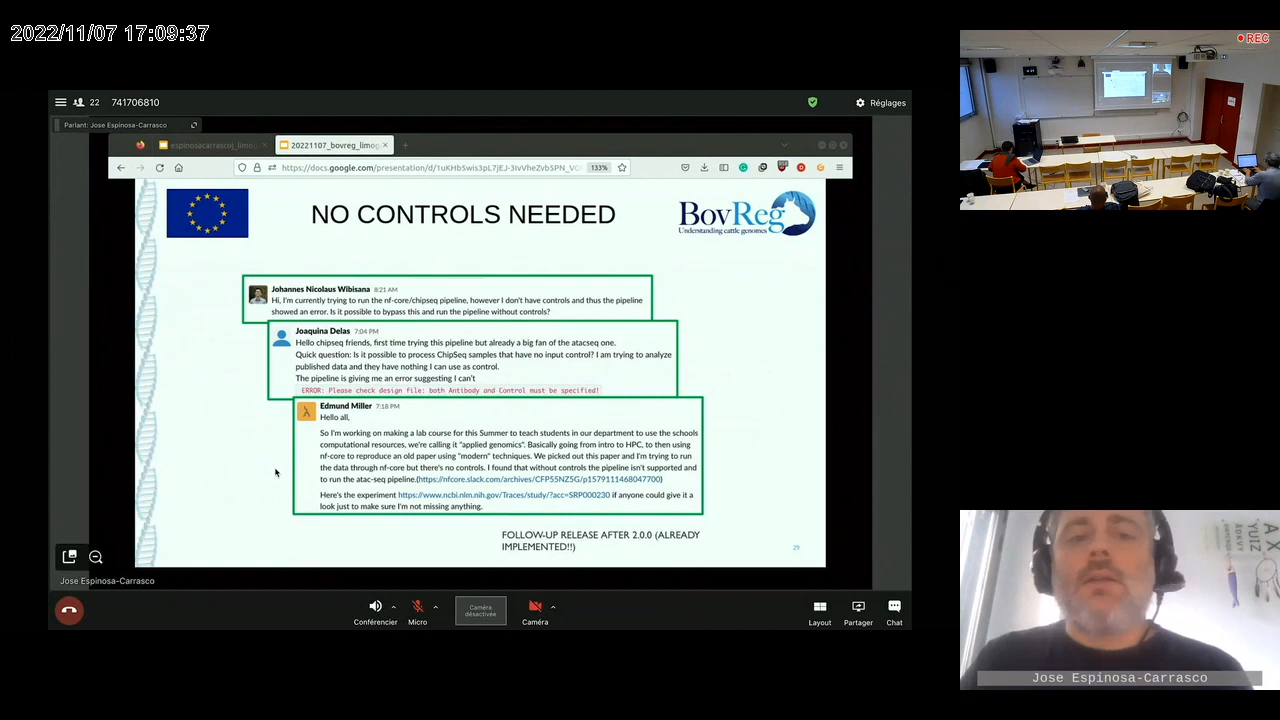 2022/11/07 17:09:37
REC
22 741706810
Réglages
Parlant: Jose Espinosa-Carrasco
espinosacarrascoj_limog
20221107_bovreg_limog
https://docs.google.com/presentation/d/
133%
NO CONTROLS NEEDED
BovReg
Understanding cattle genomes
Johannes Nicolaus Wibisana 8:21 AM
Hi, I'm currently trying to run the nf-core/chipseq pipeline, however I don't have controls and thus the pipeline
showed an error. Is it possible to bypass this and run the pipeline without controls?
Joaquina Delas 7:04 PM
Hello chipseq friends, first time trying this pipeline but already a big fan of the atacseq one.
Quick question: Is it possible to process ChipSeq samples that have no input control? I am trying to analyze
published data and they have nothing I can use as control.
The pipeline is giving me an error suggesting I can't
ERROR: Please check design file: both Antibody and Control must be specified!
Edmund Miller 7:18 PM
Hello all,
So I'm working on making a lab course for this Summer to teach students in our department to use the schools
computational resources, we're calling it "applied genomics". Basically going from intro to HPC, to then using
nf-core to reproduce an old paper using "modern" techniques. We picked out this paper and I'm trying to run
the data through nf-core but there's no controls. I found that without controls the pipeline isn't supported and
to run the atac-seq pipeline.(https://nfcore.slack.com/archives/CFP55NZ5G/p1579111468047700)
Here's the experiment https://www.ncbi.nlm.nih.gov/Traces/study/?acc=SRP000230 if anyone could give it a
look just to make sure I'm not missing anything.
FOLLOW-UP RELEASE AFTER 2.0.0 (ALREADY
IMPLEMENTED!!)
29
Jose Espinosa-Carrasco
Conférencier
Micro
Caméra
désactivée
Caméra
Layout
Partager
Chat
Jose Espinosa-Carrasco